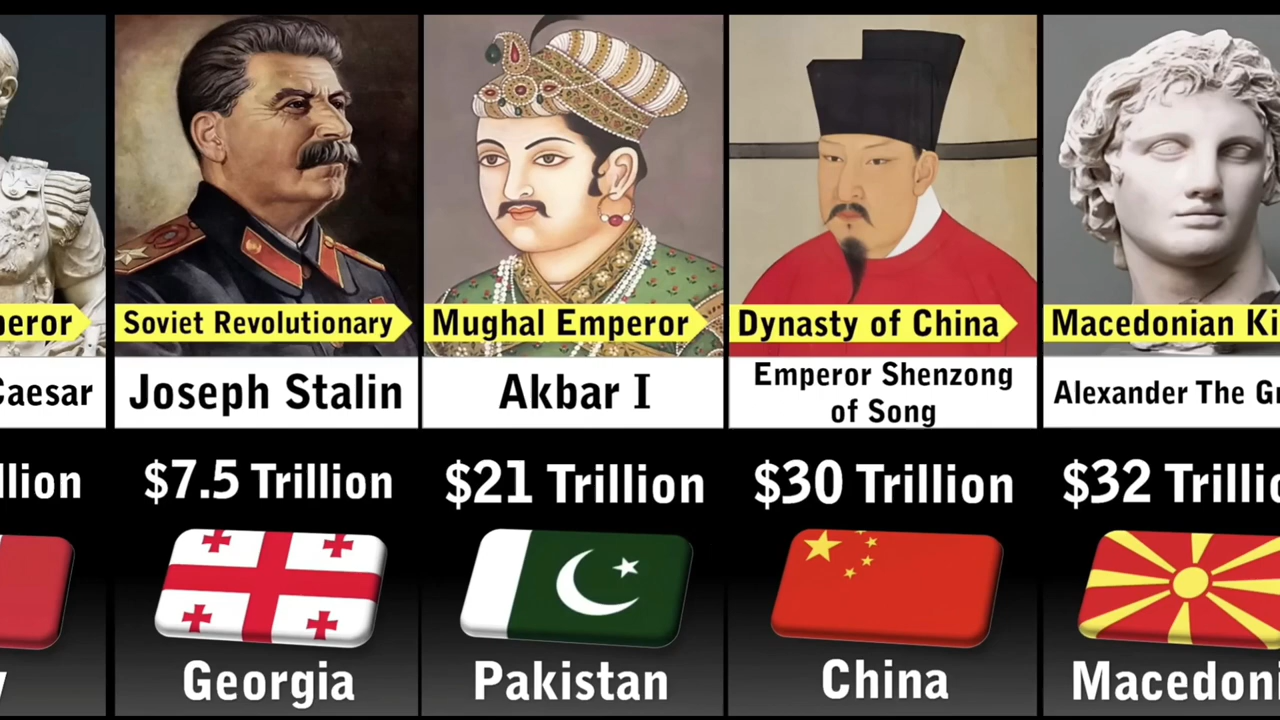 peror
Caesar
llion
y
Soviet Revolutionary
Joseph Stalin
$7.5 Trillion
Georgia
Mughal Emperor
Akbar I
$21 Trillion
Pakistan
Dynasty of China
Emperor Shenzong
of Song
$30 Trillion
China
Macedonian Ki
Alexander The Gr
$32 Trilli
Macedoni